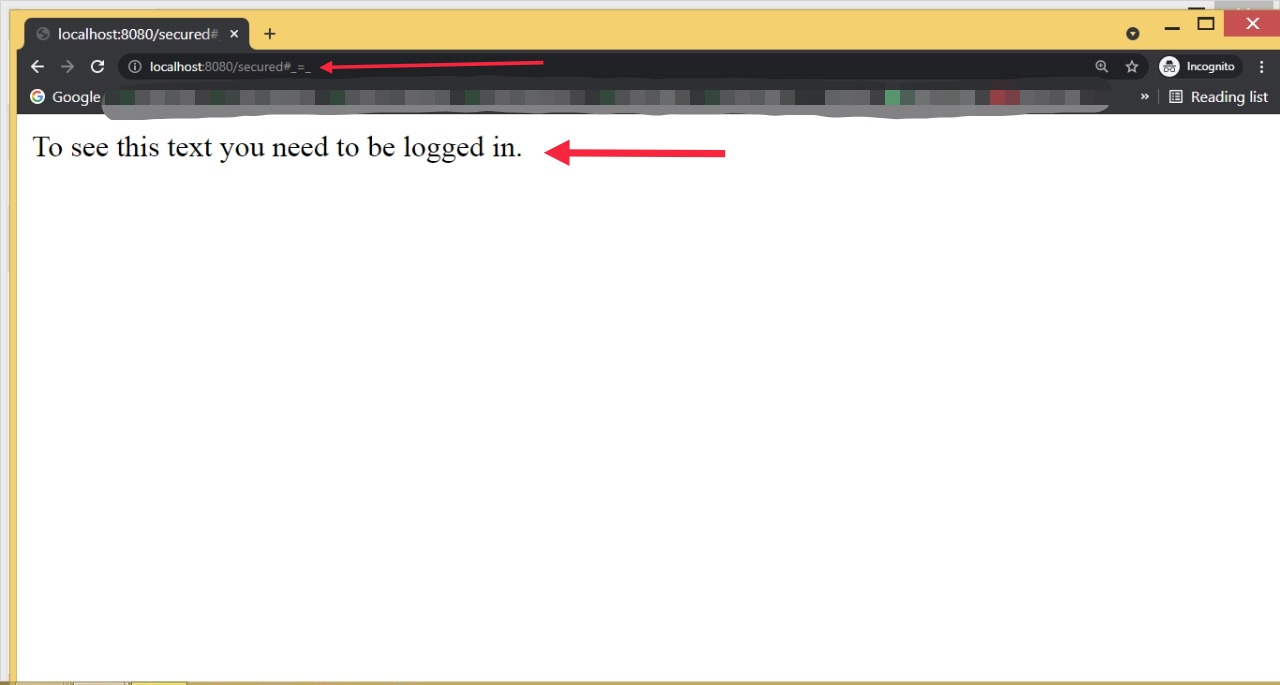 localhost:8080/secured#
localhost:8080/secured#_=_
Incognito
Google
»
Reading list
To see this text you need to be logged in.